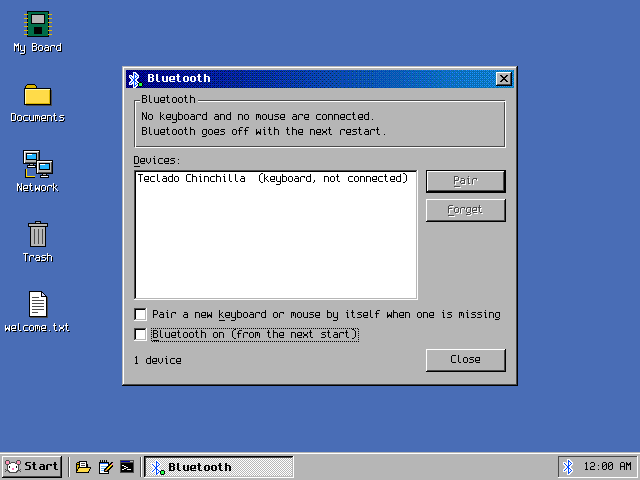 My Board
Documents
Network
Trash
welcome.txt
Bluetooth
Bluetooth
No keyboard and no mouse are connected.
Bluetooth goes off with the next restart.
Devices:
Teclado Chinchilla (keyboard, not connected)
Pair
Forget
Pair a new keyboard or mouse by itself when one is missing
Bluetooth on (from the next start)
1 device
Close
Start
Bluetooth
12:00 AM